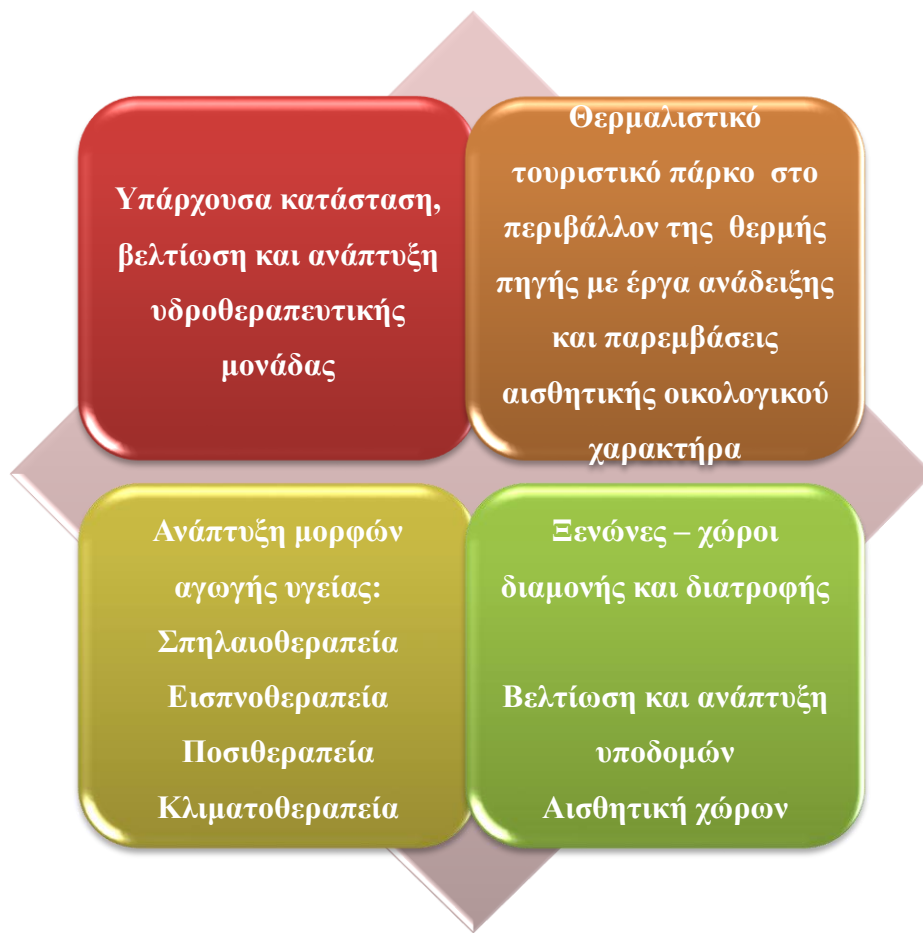 Υπάρχουσα κατάσταση,
βελτίωση και ανάπτυξη
υδροθεραπευτικής
μονάδας
Θερμαλιστικό
τουριστικό πάρκο στο
περιβάλλον της θερμής
πηγής με έργα ανάδειξης
και παρεμβάσεις
αισθητικής οικολογικού
χαρακτήρα
Ανάπτυξη μορφών
αγωγής υγείας:
Σπηλαιοθεραπεία
Εισπνοθεραπεία
Ποσιθεραπεία
Κλιματοθεραπεία
Ξενώνες – χώροι
διαμονής και διατροφής
Βελτίωση και ανάπτυξη
υποδομών
Αισθητική χώρων